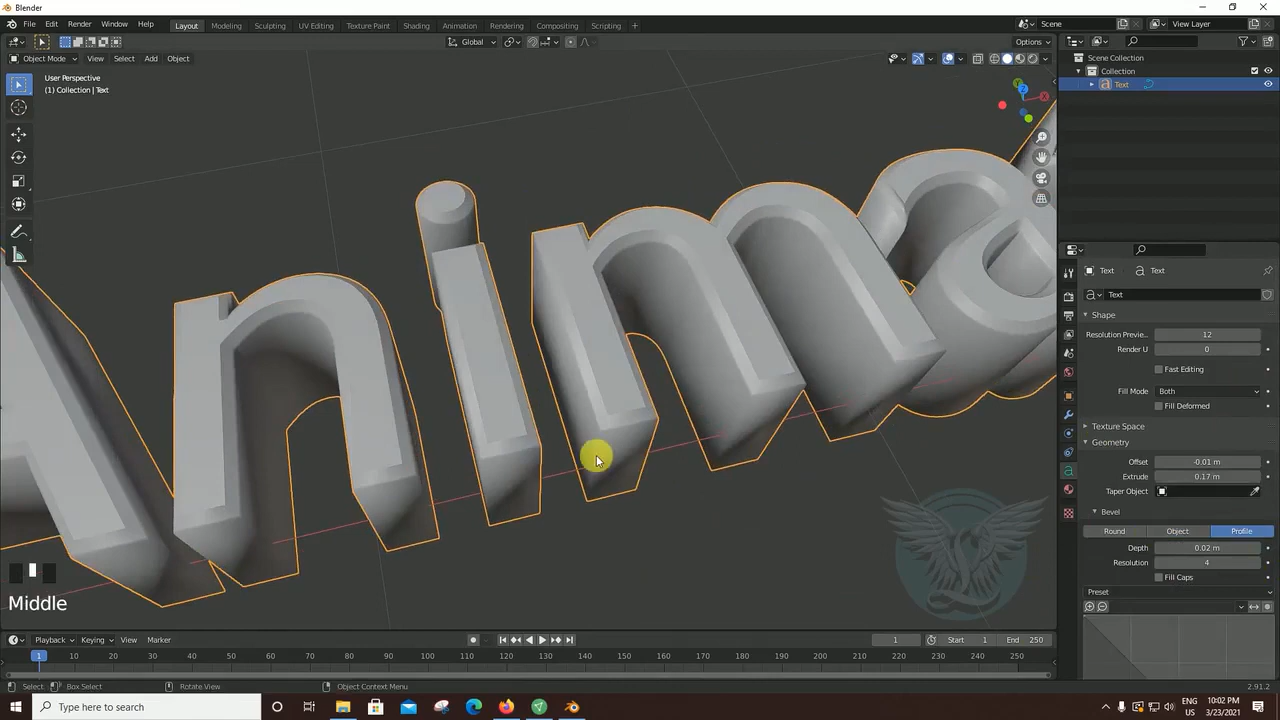 Blender
File Edit Render Window Help Layout Modeling Sculpting UV Editing Texture Paint Shading Animation Rendering Compositing Scripting + Scene View Layer
Global Options
Object Mode View Select Add Object
User Perspective
(1) Collection | Text
Scene Collection
Collection
Text
Anima
X
Y
Z
Text Text
Text
Shape
Resolution Previe... 12
Render U 0
Fast Editing
Fill Mode Both
Fill Deformed
Texture Space
Geometry
Offset -0.01 m
Extrude 0.17 m
Taper Object
Bevel
Round Object Profile
Depth 0.02 m
Resolution 4
Fill Caps
Preset
Middle
Playback Keying View Marker 1 Start 1 End 250
1 10 20 30 40 50 60 70 80 90 100 110 120 130 140 150 160 170 180 190 200 210 220 230 240 250
Select Box Select Rotate View Object Context Menu 2.91.2
Type here to search
ENG
US
10:02 PM
3/23/2021